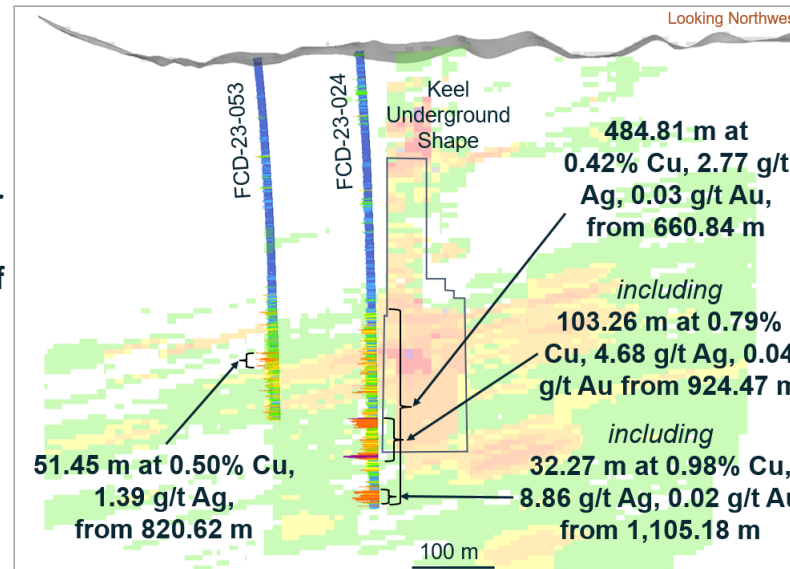 Looking Northwes
FCD-23-053
FCD-23-024
Keel
Underground
Shape
484.81 m at
0.42% Cu, 2.77 g/t
Ag, 0.03 g/t Au,
from 660.84 m
including
103.26 m at 0.79%
Cu, 4.68 g/t Ag, 0.04
g/t Au from 924.47 m
including
32.27 m at 0.98% Cu,
8.86 g/t Ag, 0.02 g/t Au
from 1,105.18 m
51.45 m at 0.50% Cu,
1.39 g/t Ag,
from 820.62 m
100 m